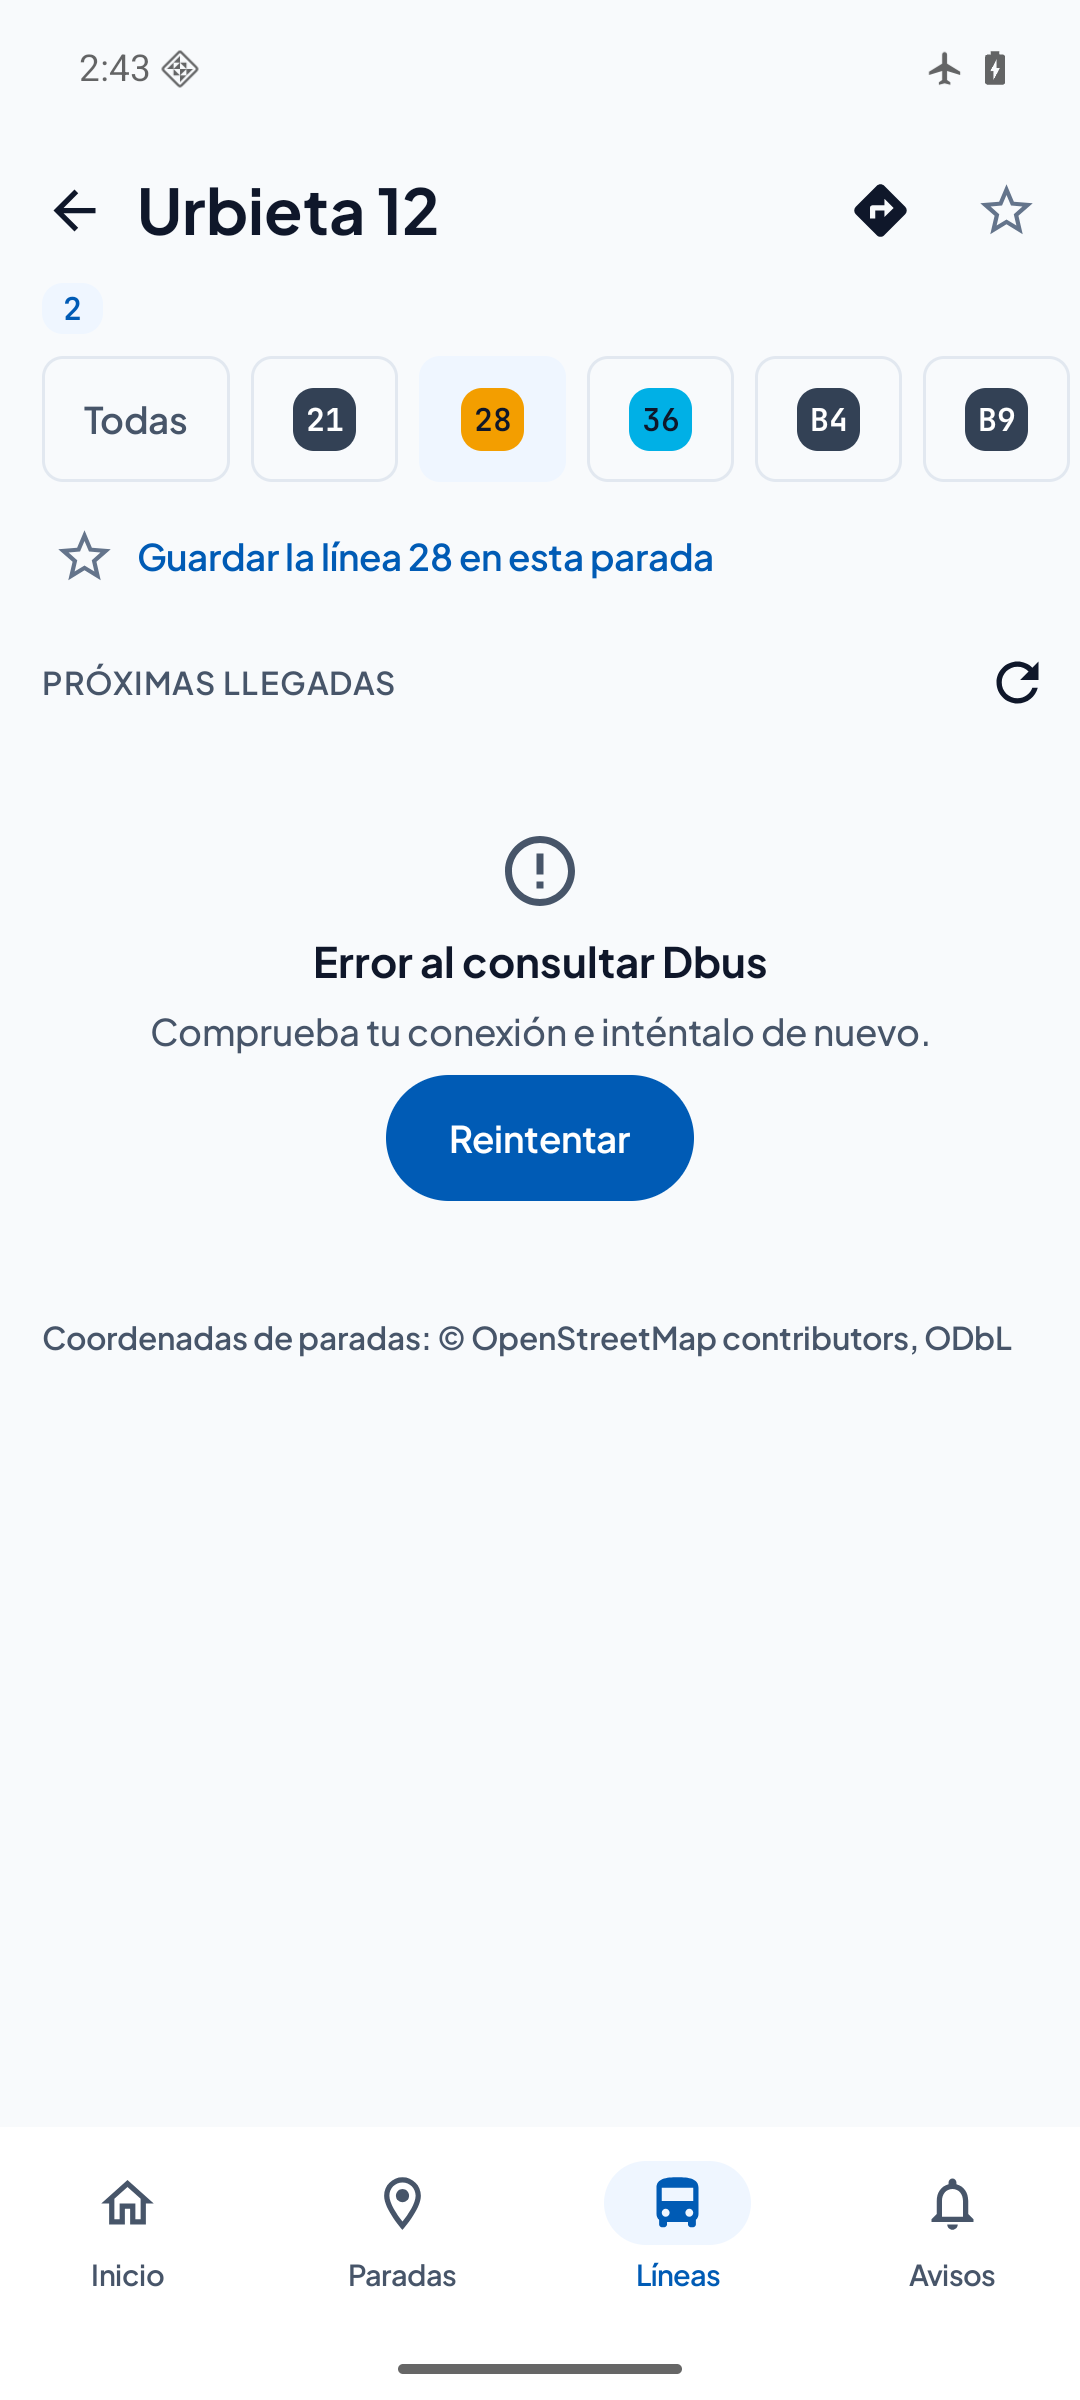 2:43
Urbieta 12
2
Todas 21 28 36 B4 B9
Guardar la línea 28 en esta parada
PRÓXIMAS LLEGADAS
Error al consultar Dbus
Comprueba tu conexión e inténtalo de nuevo.
Reintentar
Coordenadas de paradas: © OpenStreetMap contributors, ODbL
Inicio Paradas Líneas Avisos